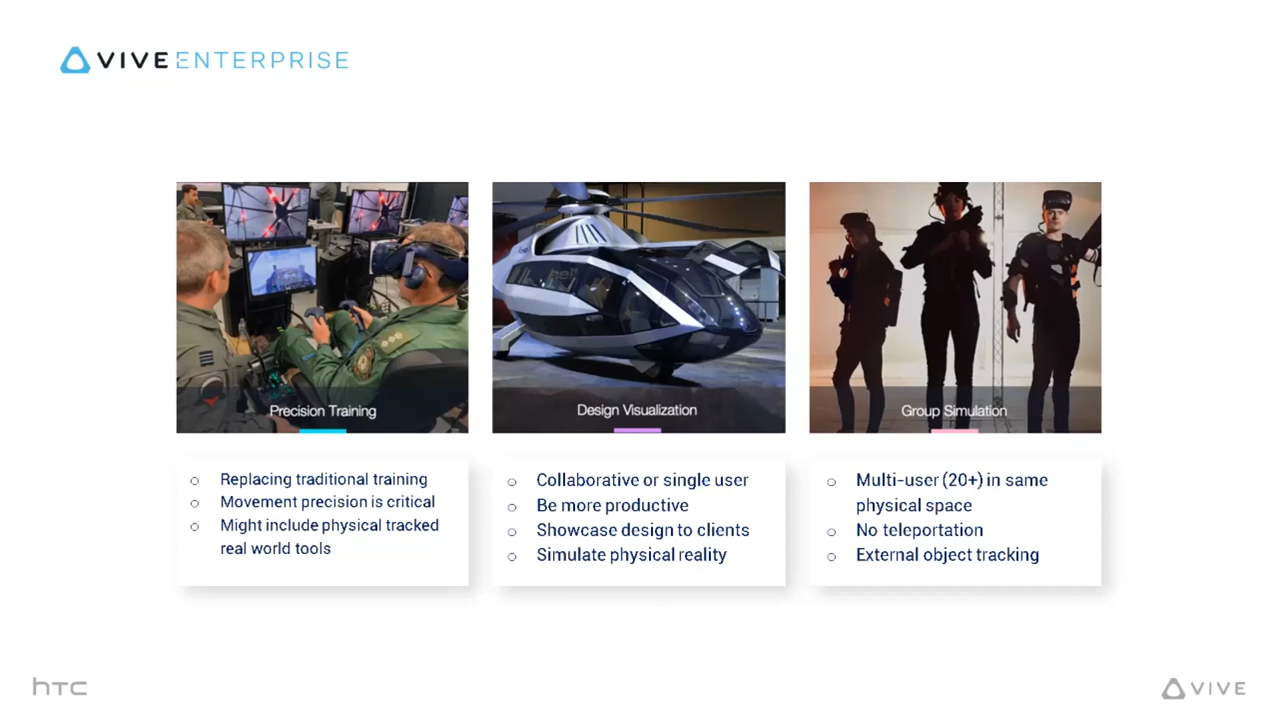 VIVE ENTERPRISE
Precision Training
Design Visualization
Group Simulation
Replacing traditional training
Movement precision is critical
Might include physical tracked
real world tools
Collaborative or single user
Be more productive
Showcase design to clients
Simulate physical reality
Multi-user (20+) in same
physical space
No teleportation
External object tracking
hTC
VIVE